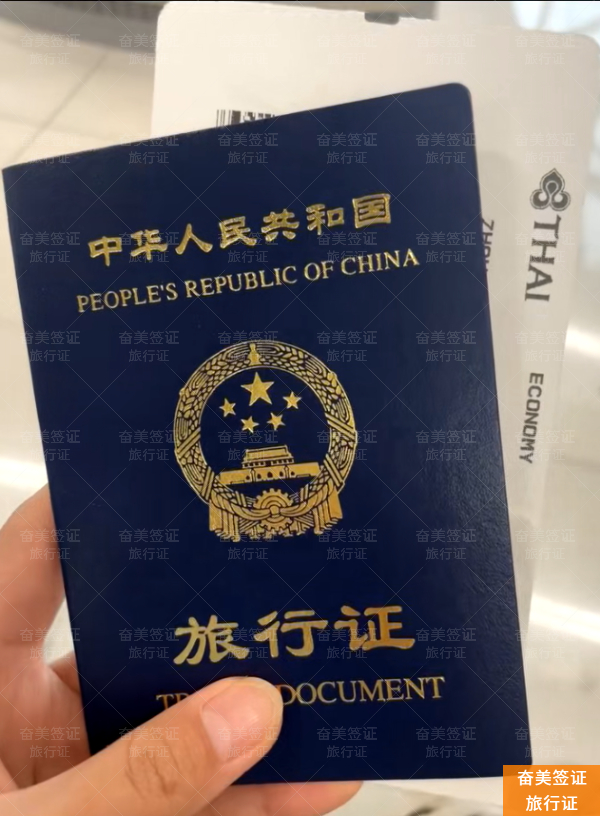 中华人民共和国
PEOPLE'S REPUBLIC OF CHINA
旅行证
DOCUMENT
THAI
ECONOMY
奋美签证
旅行证